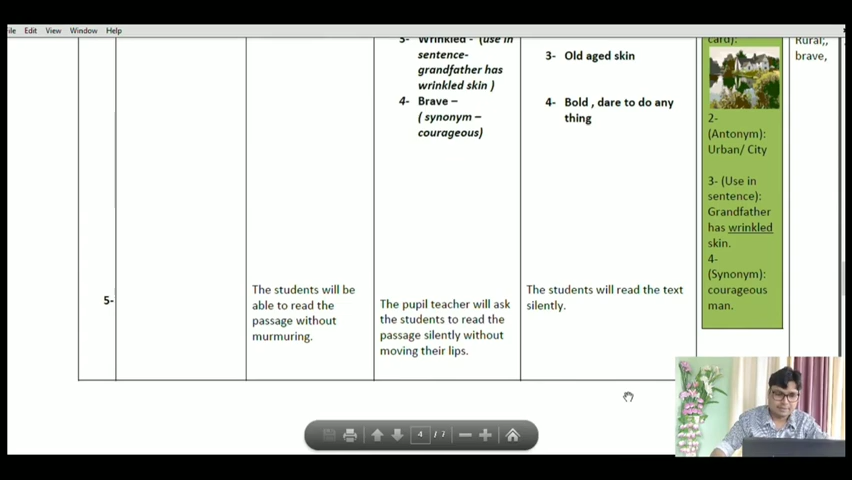 File Edit View Window Help
3- Wrinkled - (use in
sentence-
grandfather has
wrinkled skin )
4- Brave –
( synonym –
courageous)
3- Old aged skin
4- Bold , dare to do any
thing
card):
2-
(Antonym):
Urban/ City
3- (Use in
sentence):
Grandfather
has wrinkled
skin.
4-
(Synonym):
courageous
man.
Rural;,
brave,
5-
The students will be
able to read the
passage without
murmuring.
The pupil teacher will ask
the students to read the
passage silently without
moving their lips.
The students will read the text
silently.
4 / 7